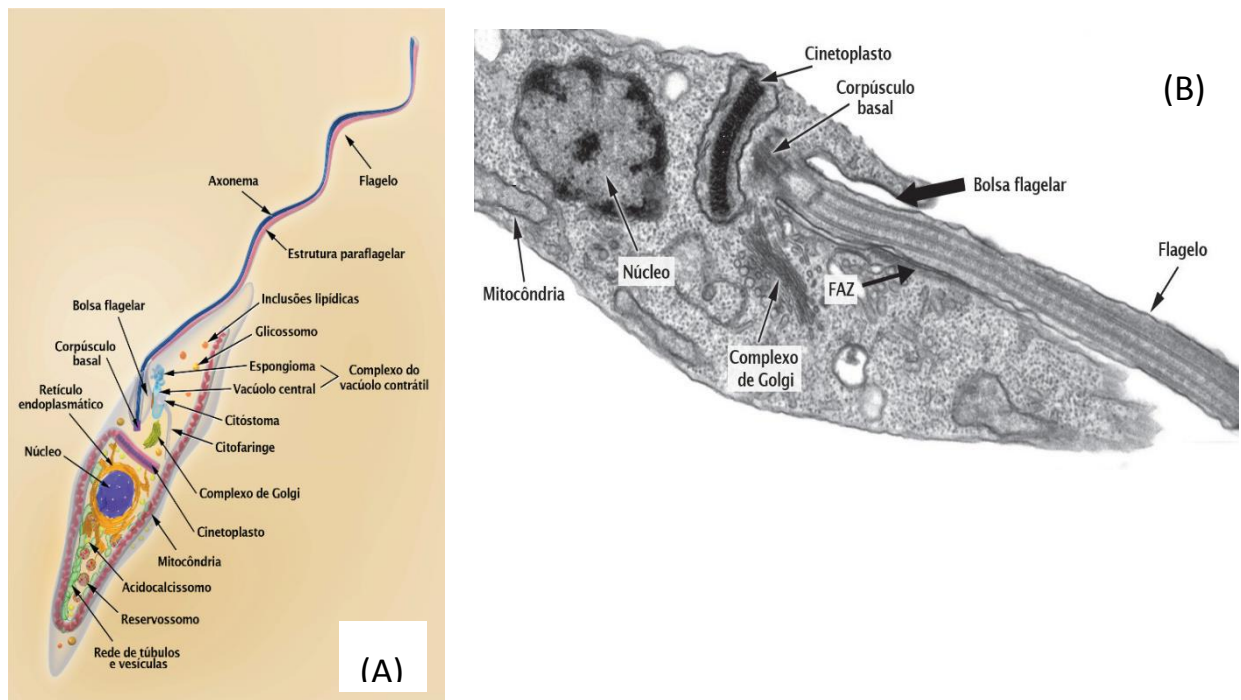 Flagelo
Axonema
Estrutura paraflagelar
Inclusões lipídicas
Bolsa flagelar
Glicossomo
Corpúsculo
basal
Espongioma
Vacúolo central
Complexo do
vacúolo contrátil
Retículo
endoplasmático
Citóstoma
Citofaringe
Núcleo
Complexo de Golgi
Cinetoplasto
Mitocôndria
Acidocalcissomo
Reservossomo
Rede de túbulos
e vesículas
(A)
Cinetoplasto
Corpúsculo
basal
(B)
Bolsa flagelar
Flagelo
Núcleo
FAZ
Mitocôndria
Complexo
de Golgi